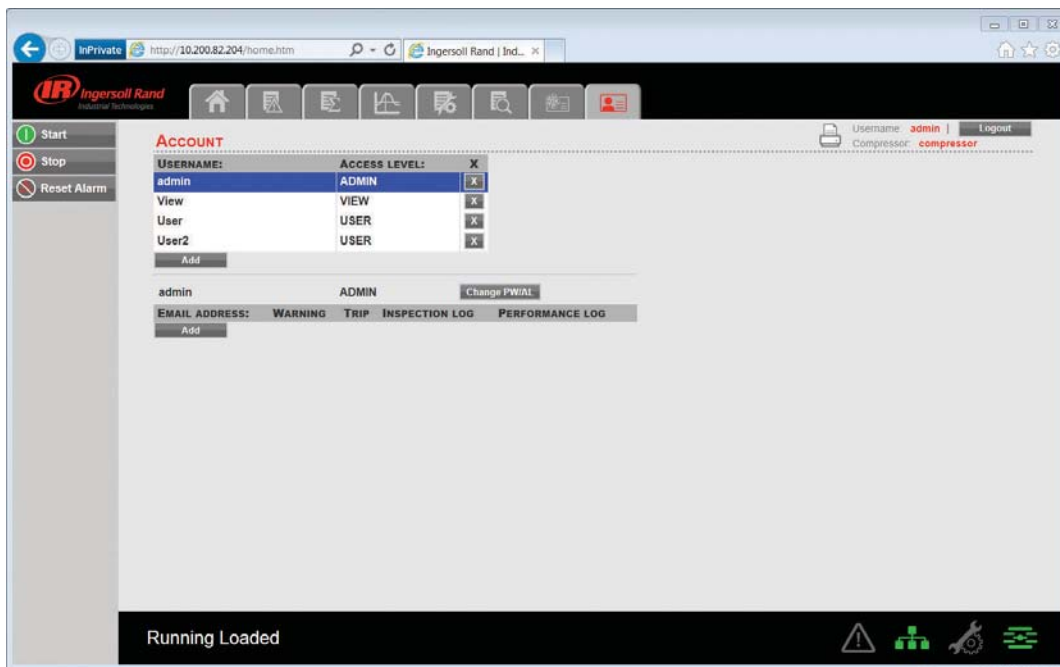 InPrivate http://10.200.82.204/home.htm Ingersoll Rand | Ind...
IR Ingersoll Rand
Industrial Technologies
Start
Stop
Reset Alarm
Username: admin | Logout
Compressor: compressor
ACCOUNT
USERNAME: ACCESS LEVEL: X
admin ADMIN X
View VIEW X
User USER X
User2 USER X
Add
admin ADMIN Change PW/AL
EMAIL ADDRESS: WARNING TRIP INSPECTION LOG PERFORMANCE LOG
Add
Running Loaded